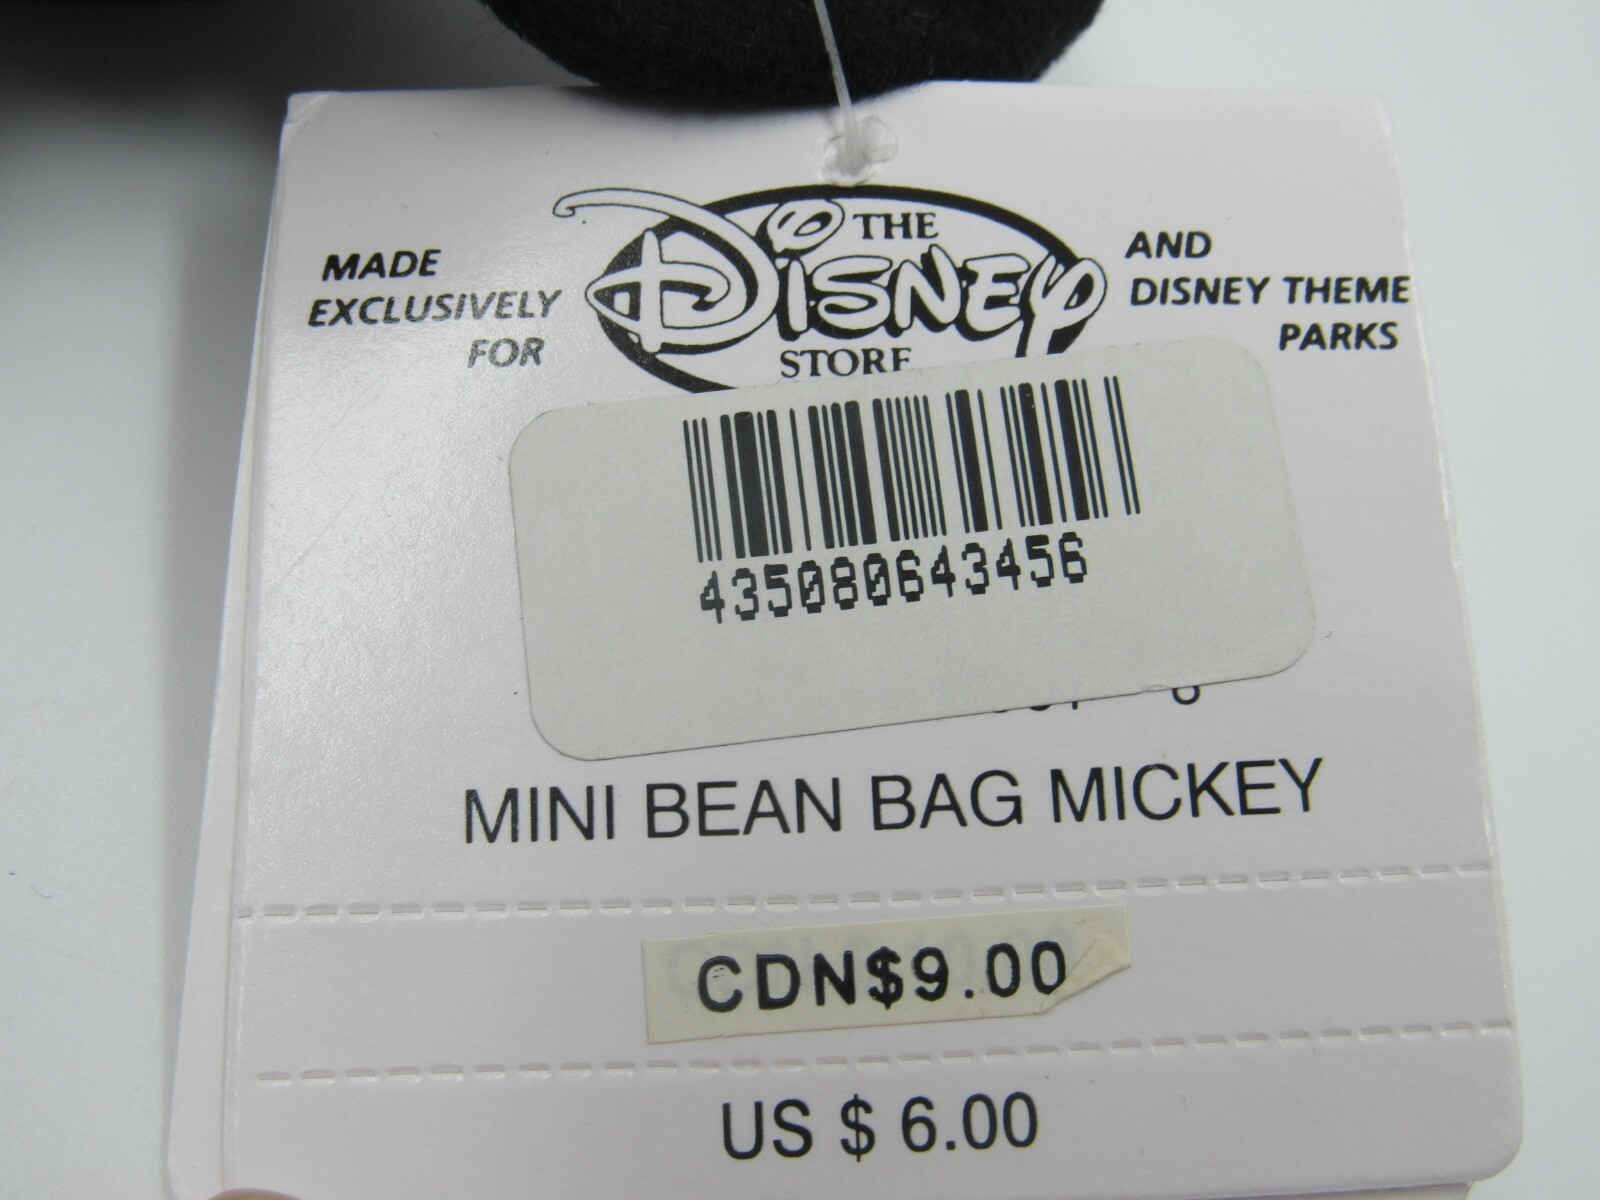 MADE
EXCLUSIVELY
FOR
THE
DISNEY
STORE
AND
DISNEY THEME
PARKS
435080643456
MINI BEAN BAG MICKEY
CDN$9.00
US $ 6.00